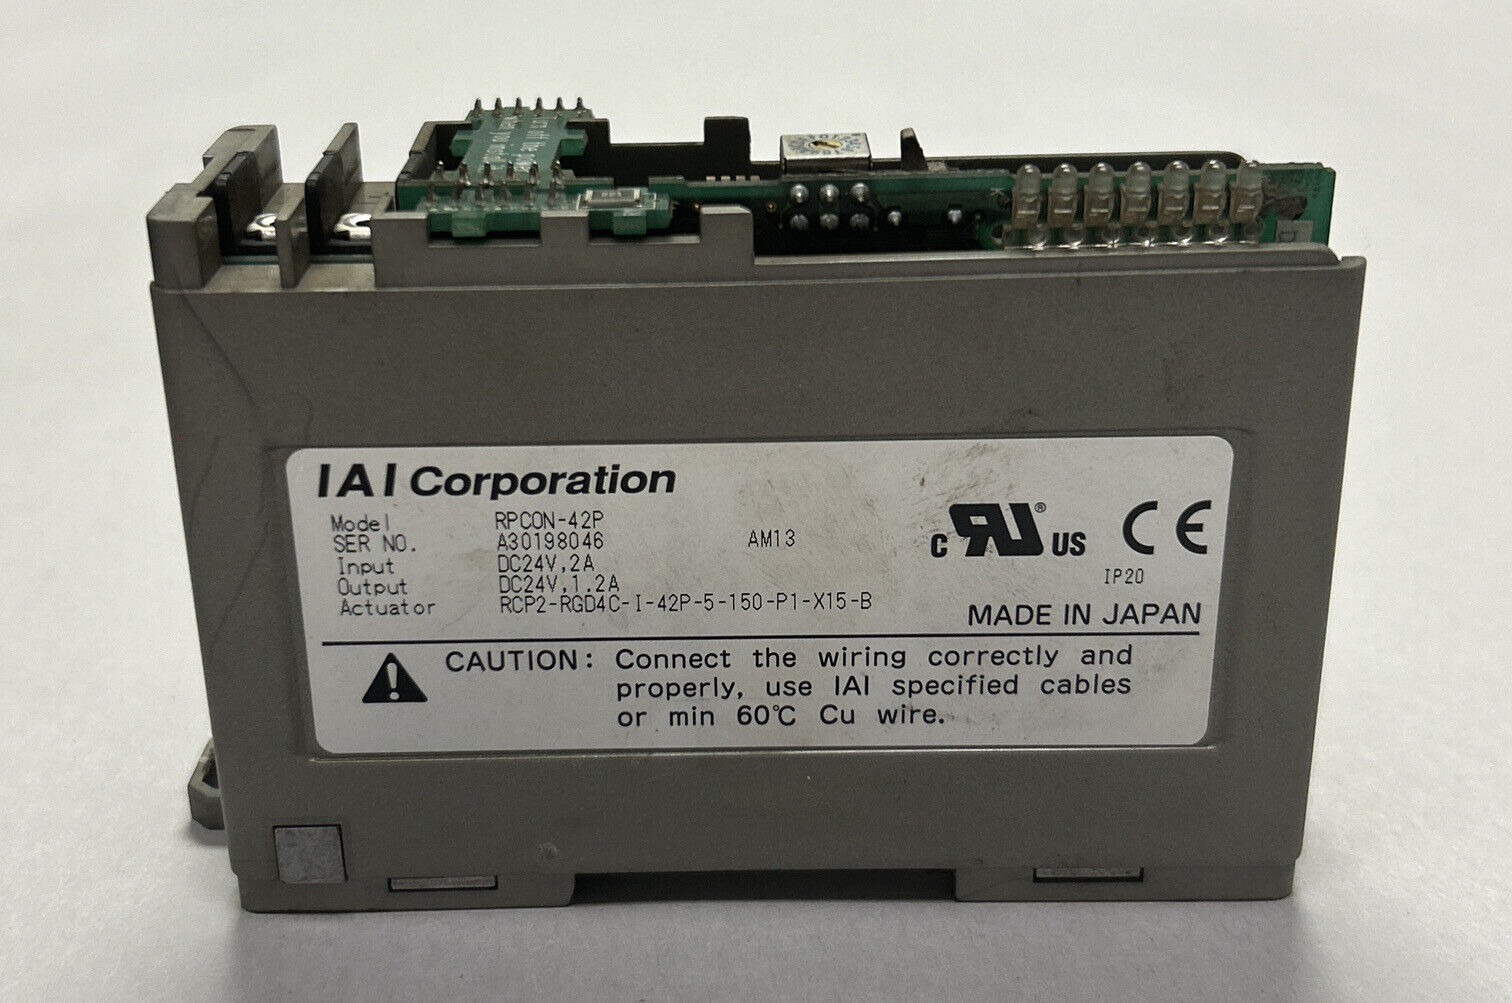 IAI Corporation
Model RPCON-42P
SER NO. A30198046 AM13
Input DC24V,2A
Output DC24V,1.2A
Actuator RCP2-RGD4C-I-42P-5-150-P1-X15-B
c RU ® US CE
IP20
MADE IN JAPAN
CAUTION: Connect the wiring correctly and
properly, use IAI specified cables
or min 60℃ Cu wire.